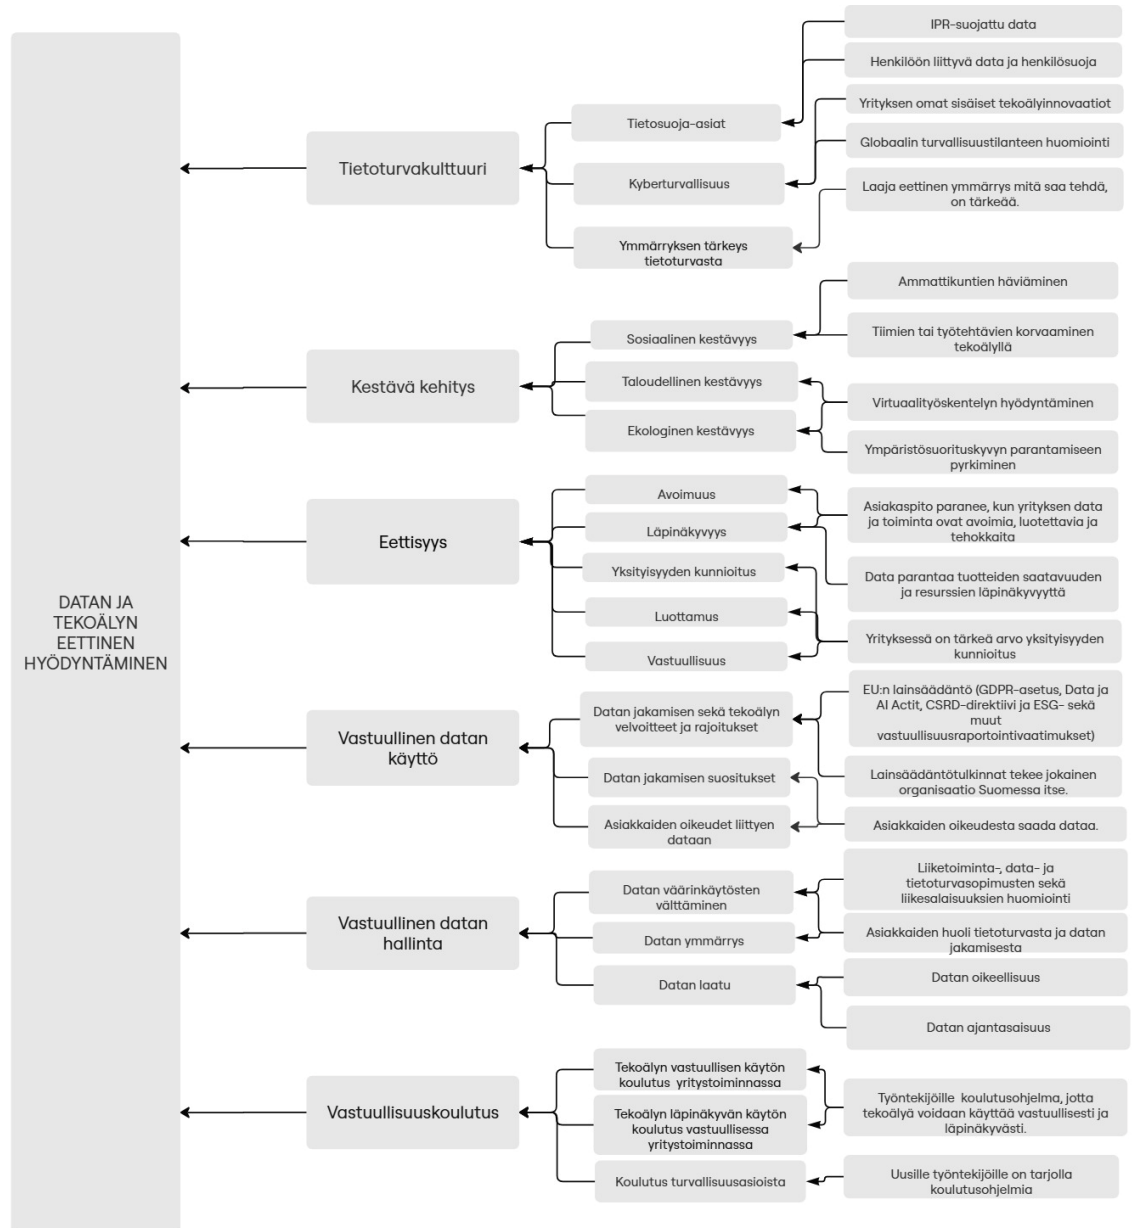 DATAN JA
TEKOÄLYN
EETTINEN
HYÖDYNTÄMINEN
Tietoturvakulttuuri
Tietosuoja-asiat
IPR-suojattu data
Henkilöön liittyvä data ja henkilösuoja
Kyberturvallisuus
Yrityksen omat sisäiset tekoälyinnovaatiot
Globaalin turvallisuustilanteen huomiointi
Ymmärryksen tärkeys
tietoturvasta
Laaja eettinen ymmärrys mitä saa tehdä,
on tärkeää.
Kestävä kehitys
Sosiaalinen kestävyys
Ammattikuntien häviäminen
Tiimien tai työtehtävien korvaaminen
tekoälyllä
Taloudellinen kestävyys
Ekologinen kestävyys
Virtuaalityöskentelyn hyödyntäminen
Ympäristösuorituskyvyn parantamiseen
pyrkiminen
Eettisyys
Avoimuus
Läpinäkyvyys
Yksityisyyden kunnioitus
Luottamus
Vastuullisuus
Asiakaspito paranee, kun yrityksen data
ja toiminta ovat avoimia, luotettavia ja
tehokkaita
Data parantaa tuotteiden saatavuuden
ja resurssien läpinäkyvyyttä
Yrityksessä on tärkeä arvo yksityisyyden
kunnioitus
Vastuullinen datan
käyttö
Datan jakamisen sekä tekoälyn
velvoitteet ja rajoitukset
Datan jakamisen suositukset
Asiakkaiden oikeudet liittyen
dataan
EU:n lainsäädäntö (GDPR-asetus, Data ja
AI Actit, CSRD-direktiivi ja ESG- sekä
muut
vastuullisuusraportointivaatimukset)
Lainsäädäntötulkinnat tekee jokainen
organisaatio Suomessa itse.
Asiakkaiden oikeudesta saada dataa.
Vastuullinen datan
hallinta
Datan väärinkäytösten
välttäminen
Datan ymmärrys
Datan laatu
Liiketoiminta-, data- ja
tietoturvasopimusten sekä
liikesalaisuuksien huomiointi
Asiakkaiden huoli tietoturvasta ja datan
jakamisesta
Datan oikeellisuus
Datan ajantasaisuus
Vastuullisuuskoulutus
Tekoälyn vastuullisen käytön
koulutus yritystoiminnassa
Tekoälyn läpinäkyvän käytön
koulutus vastuullisessa
yritystoiminnassa
Koulutus turvallisuusasioista
Työntekijöille koulutusohjelma, jotta
tekoälyä voidaan käyttää vastuullisesti ja
läpinäkyvästi.
Uusille työntekijöille on tarjolla
koulutusohjelmia